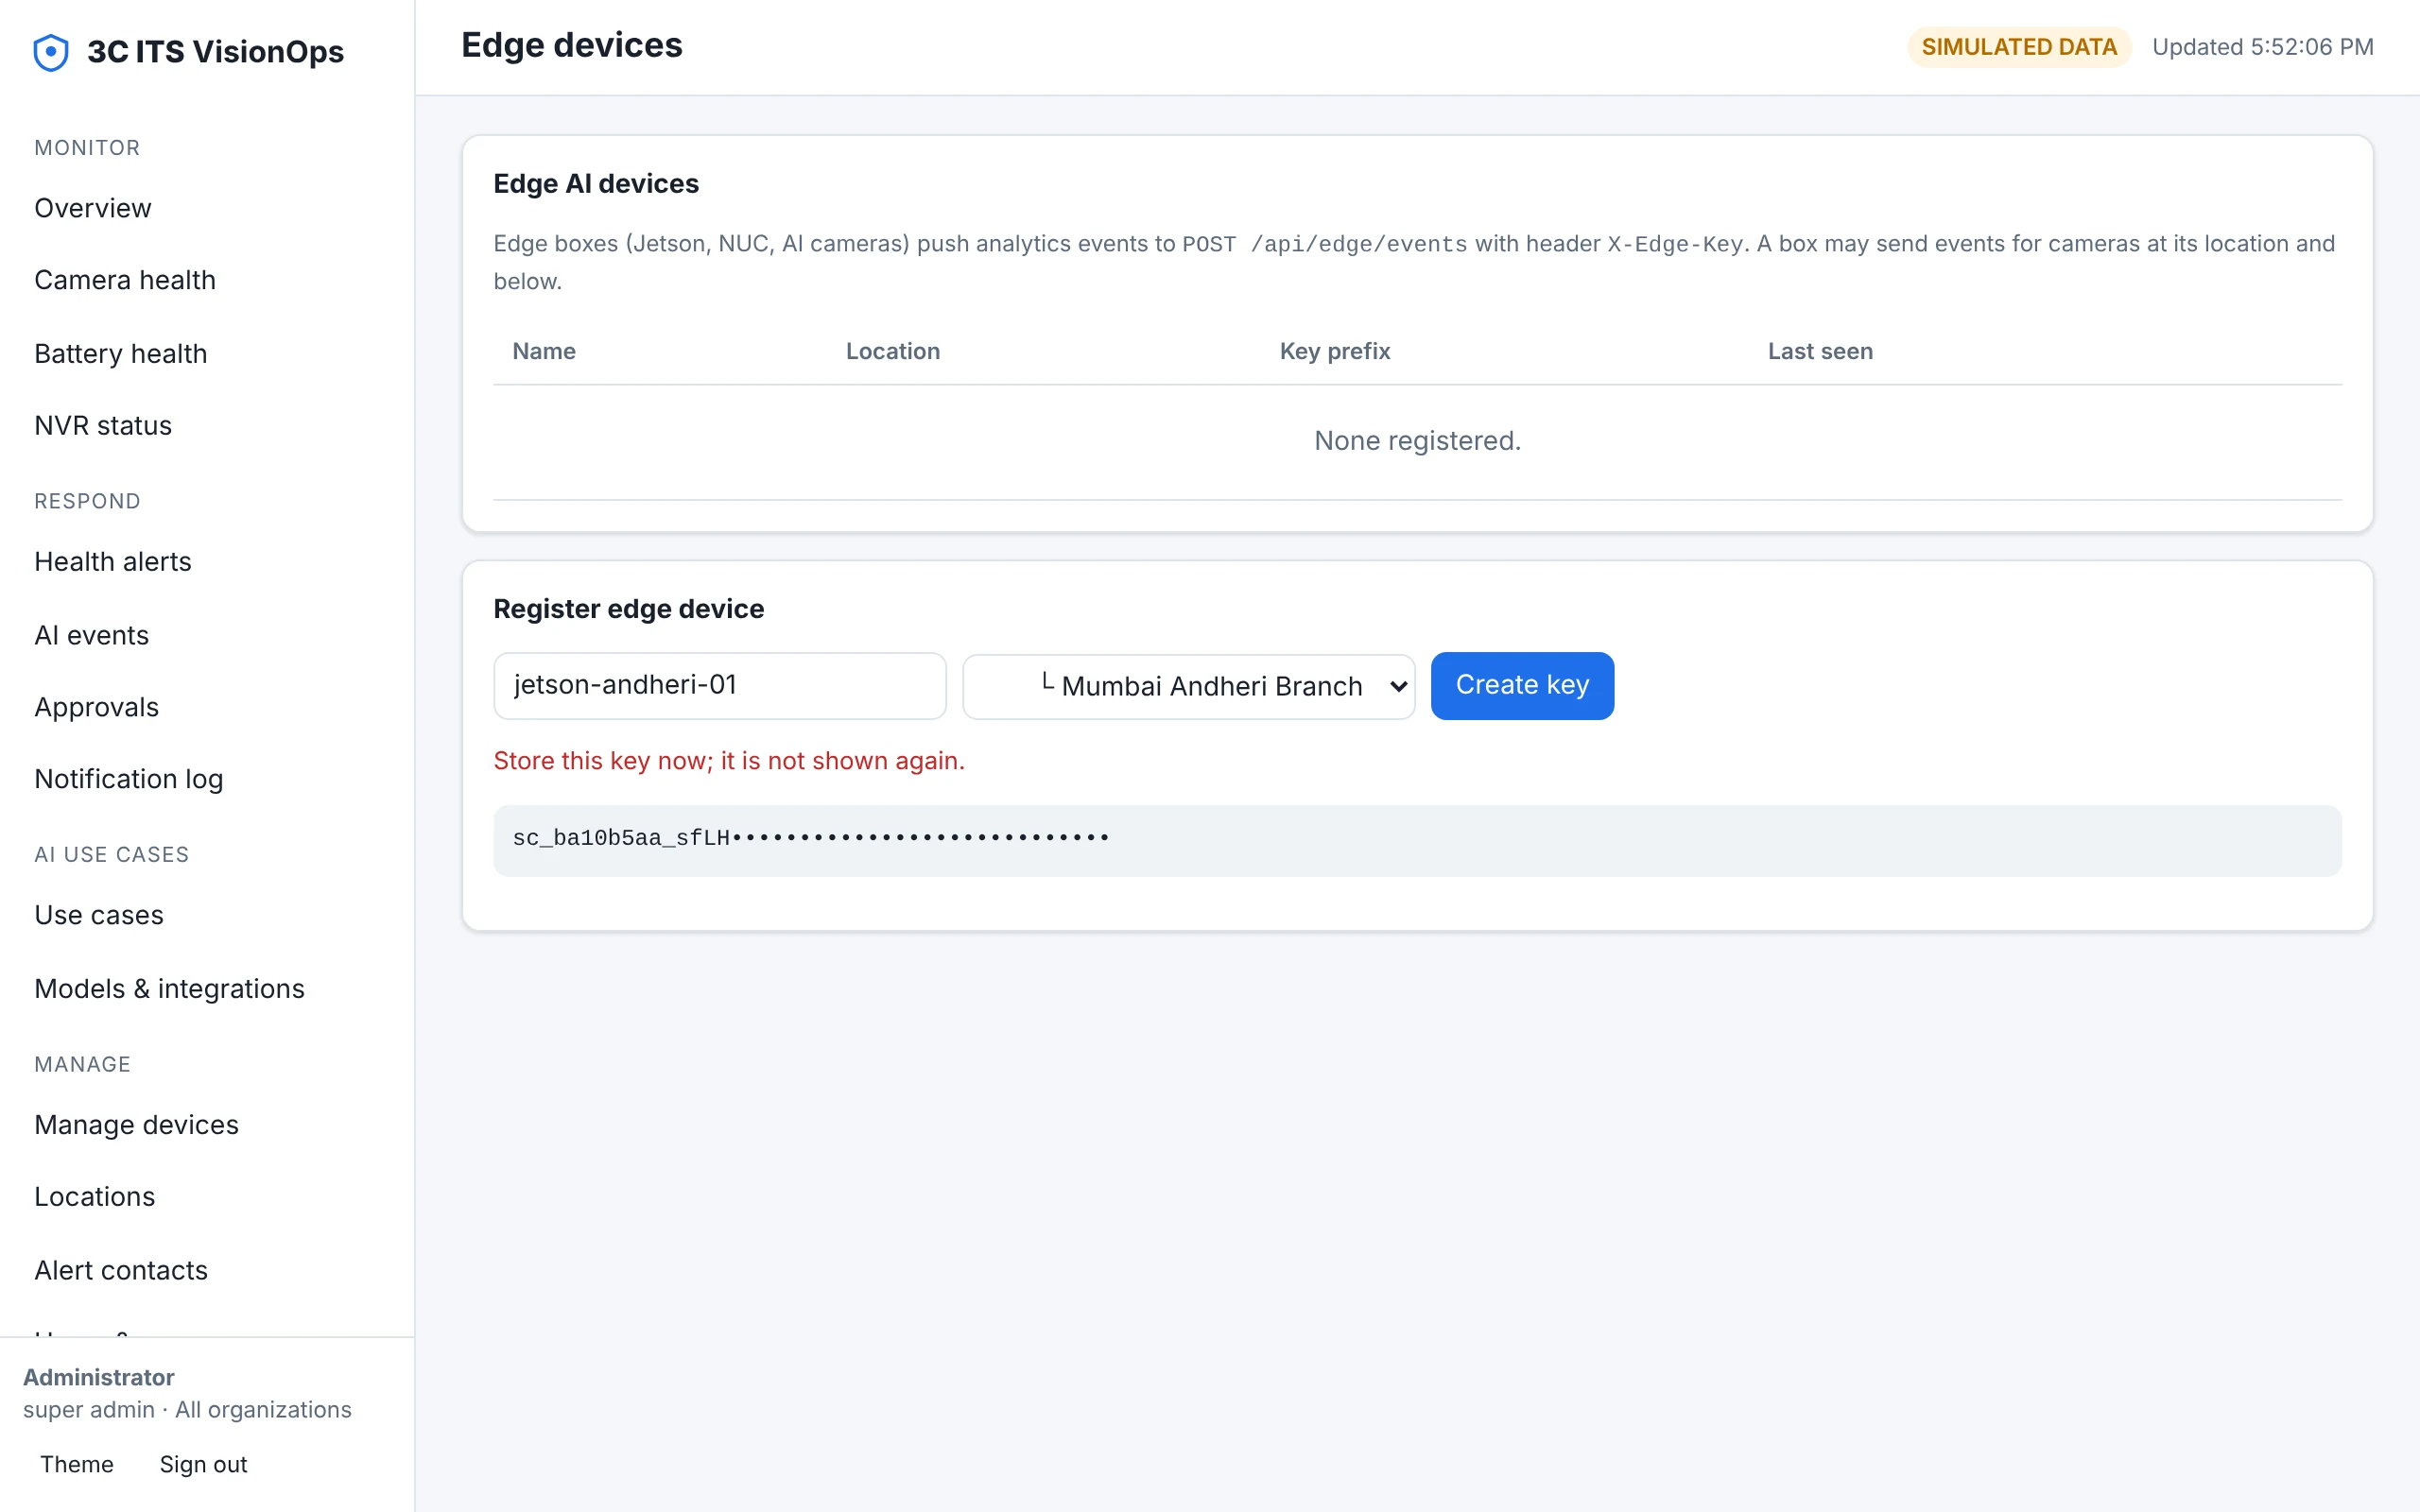 3C ITS VisionOps
MONITOR
Overview
Camera health
Battery health
NVR status
RESPOND
Health alerts
AI events
Approvals
Notification log
AI USE CASES
Use cases
Models & integrations
MANAGE
Manage devices
Locations
Alert contacts
Administrator
super admin · All organizations
Theme Sign out
Edge devices
SIMULATED DATA Updated 5:52:06 PM
Edge AI devices
Edge boxes (Jetson, NUC, AI cameras) push analytics events to POST /api/edge/events with header X-Edge-Key. A box may send events for cameras at its location and
below.
Name Location Key prefix Last seen
None registered.
Register edge device
jetson-andheri-01 └ Mumbai Andheri Branch Create key
Store this key now; it is not shown again.
sc_ba10b5aa_sfLH••••••••••••••••••••••••••••